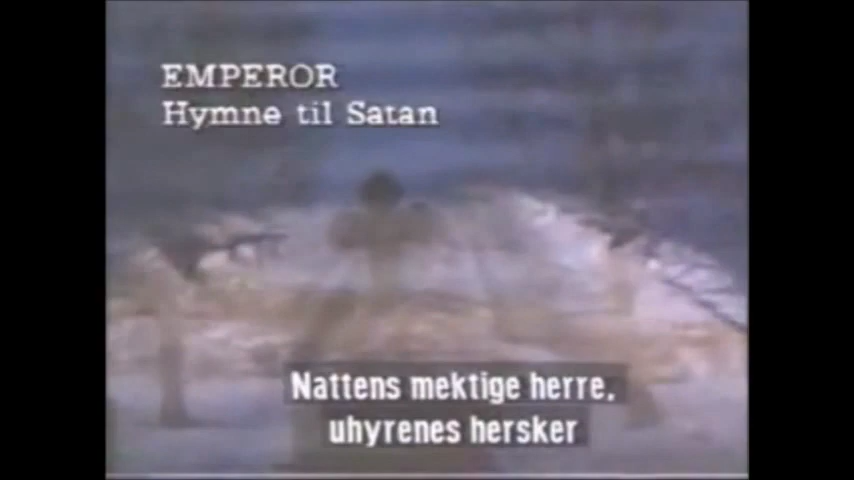 EMPEROR
Hymne til Satan
Nattens mektige herre,
uhyrenes hersker